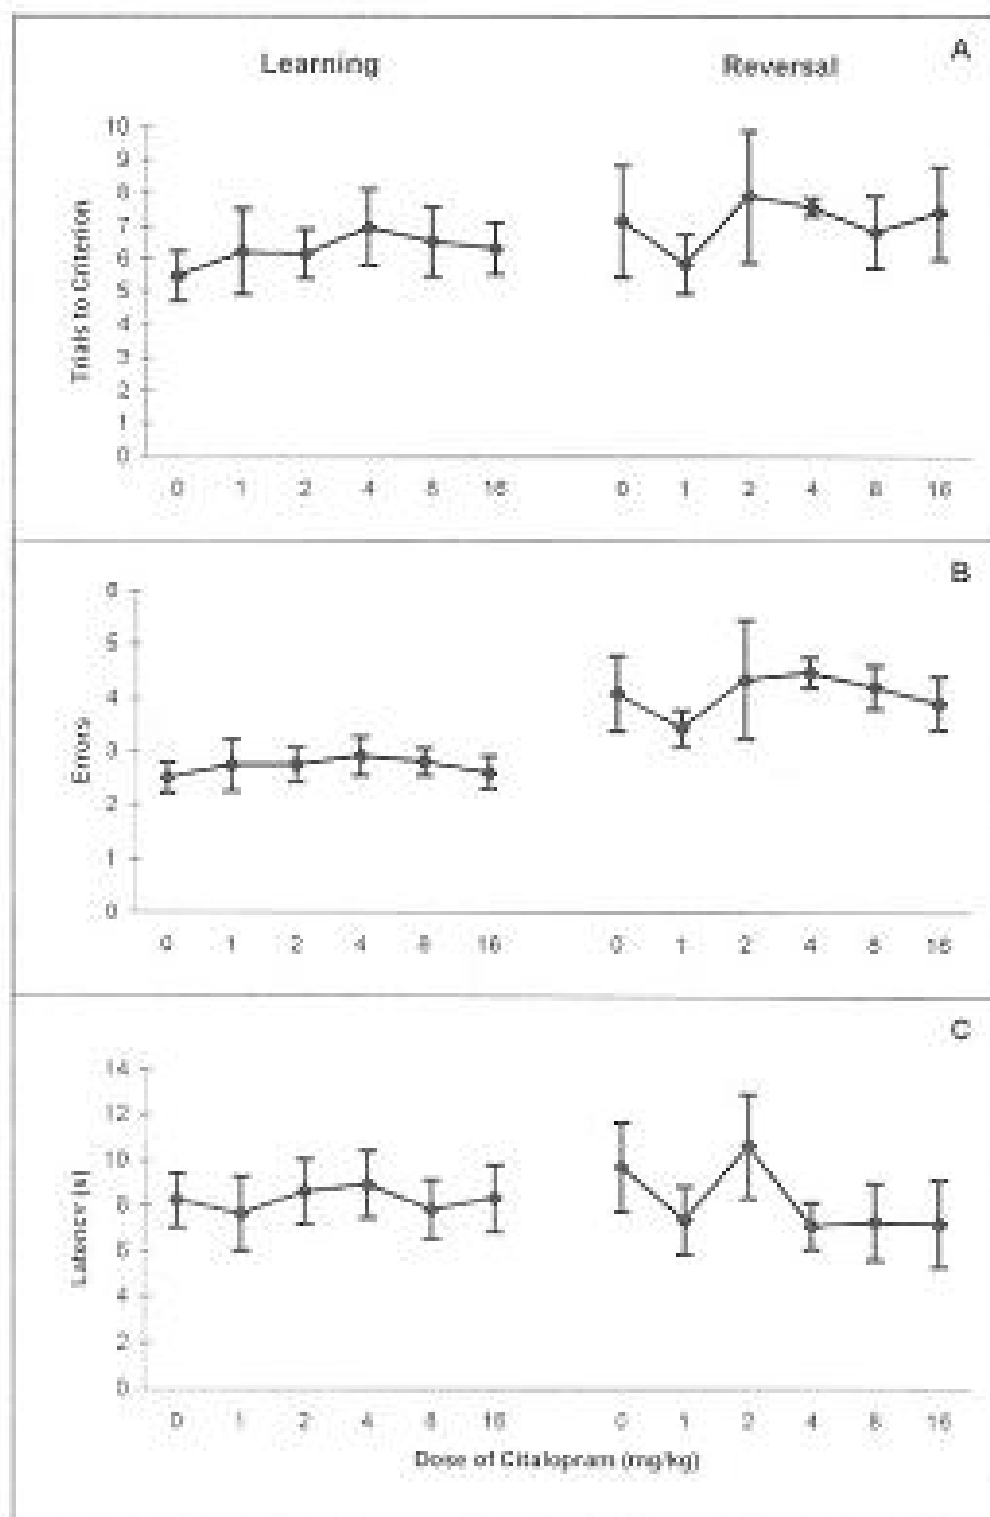 A
Learning Reversal
Trials to Criterion
10
9
8
7
6
5
4
3
2
1
0
0 1 2 4 8 16 0 1 2 4 8 16
B
Errors
6
5
4
3
2
1
0
0 1 2 4 8 16 0 1 2 4 8 16
C
Latency (s)
14
12
10
8
6
4
2
0
0 1 2 4 8 16 0 1 2 4 8 16
Dose of Citalopram (mg/kg)